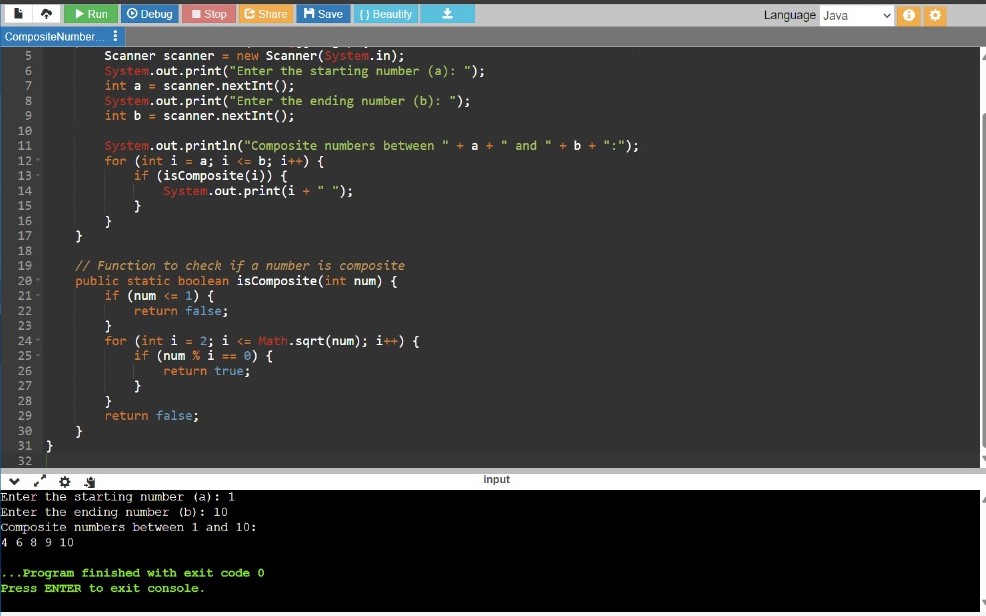 Run Debug Stop Share Save { } Beautify Language Java
CompositeNumber...
5 Scanner scanner = new Scanner(System.in);
6 System.out.print("Enter the starting number (a): ");
7 int a = scanner.nextInt();
8 System.out.print("Enter the ending number (b): ");
9 int b = scanner.nextInt();
10
11 System.out.println("Composite numbers between " + a + " and " + b + ":");
12 for (int i = a; i <= b; i++) {
13 if (isComposite(i)) {
14 System.out.print(i + " ");
15 }
16 }
17 }
18
19 // Function to check if a number is composite
20 public static boolean isComposite(int num) {
21 if (num <= 1) {
22 return false;
23 }
24 for (int i = 2; i <= Math.sqrt(num); i++) {
25 if (num % i == 0) {
26 return true;
27 }
28 }
29 return false;
30 }
31 }
32
input
Enter the starting number (a): 1
Enter the ending number (b): 10
Composite numbers between 1 and 10:
4 6 8 9 10
...Program finished with exit code 0
Press ENTER to exit console.